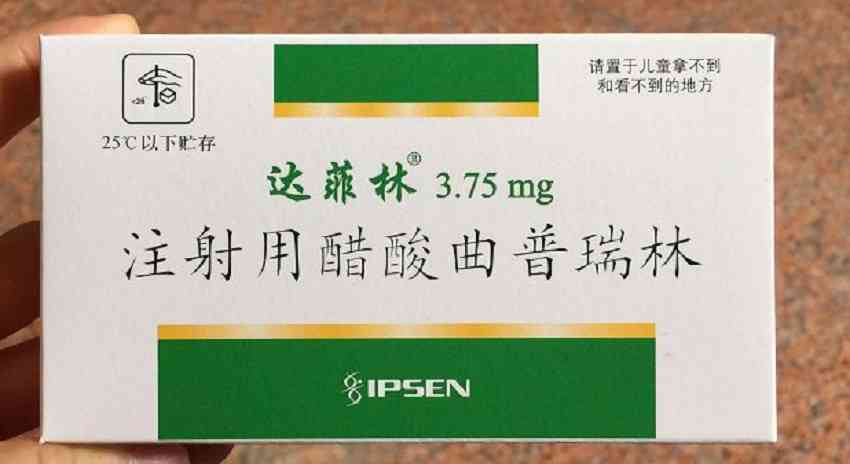 请置于儿童拿不到
和看不到的地方
25℃以下贮存
达菲林® 3.75 mg
注射用醋酸曲普瑞林
IPSEN